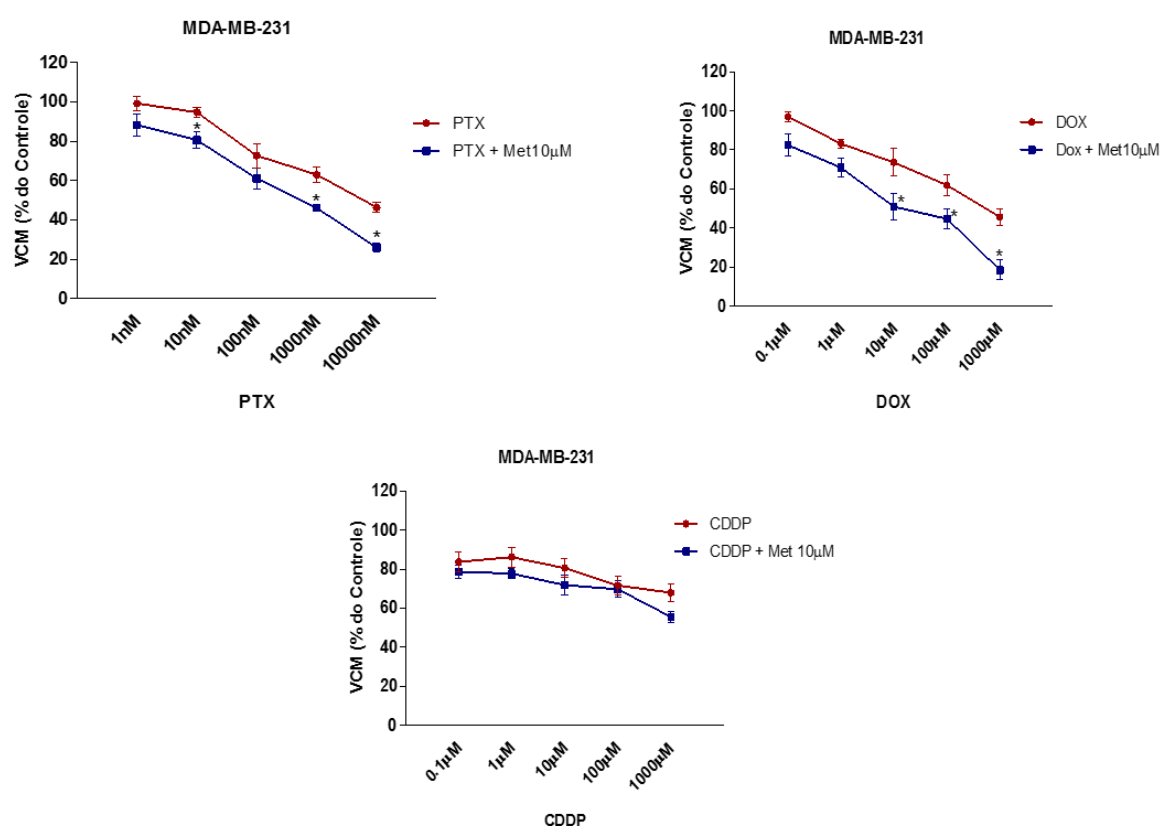 MDA-MB-231
VCM (% do Controle)
120
100
80
60
40
20
0
*
*
*
1nM
10nM
100nM
1000nM
10000nM
PTX
PTX
PTX + Met10µM
MDA-MB-231
VCM (% do Controle)
120
100
80
60
40
20
0
*
*
*
0.1µM
1µM
10µM
100µM
1000µM
DOX
DOX
Dox + Met10µM
MDA-MB-231
VCM (% do Controle)
120
100
80
60
40
20
0
0.1µM
1µM
10µM
100µM
1000µM
CDDP
CDDP
CDDP + Met 10µM